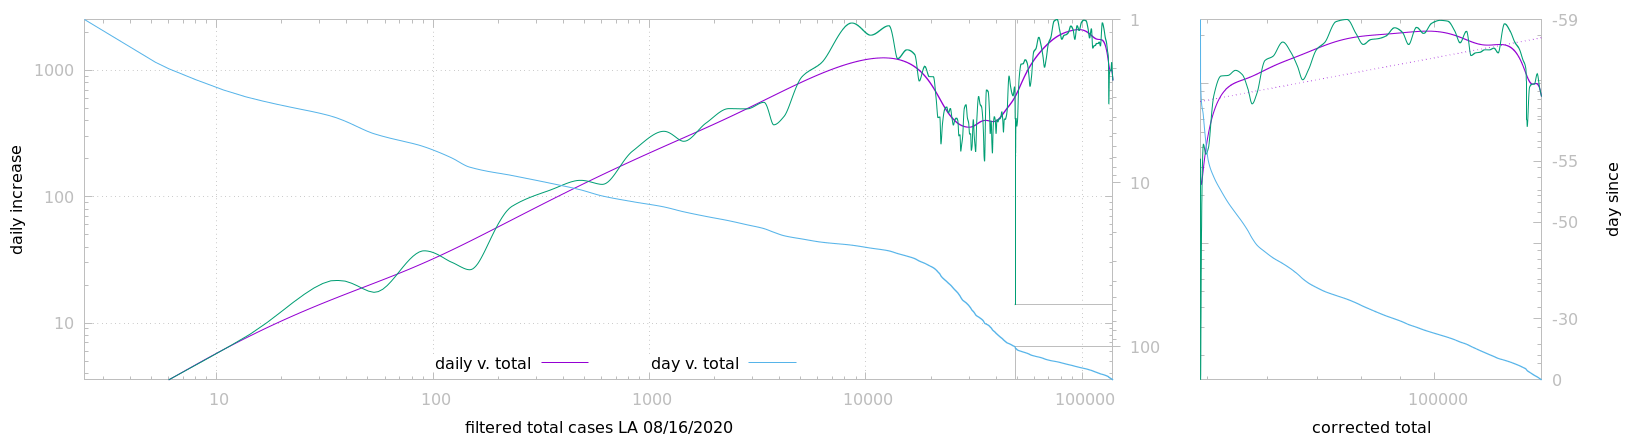 daily increase
1000
100
10
daily v. total
day v. total
10
100
1000
10000
100000
filtered total cases LA 08/16/2020
1
10
100
100000
corrected total
-59
-55
-50
-30
0
day since